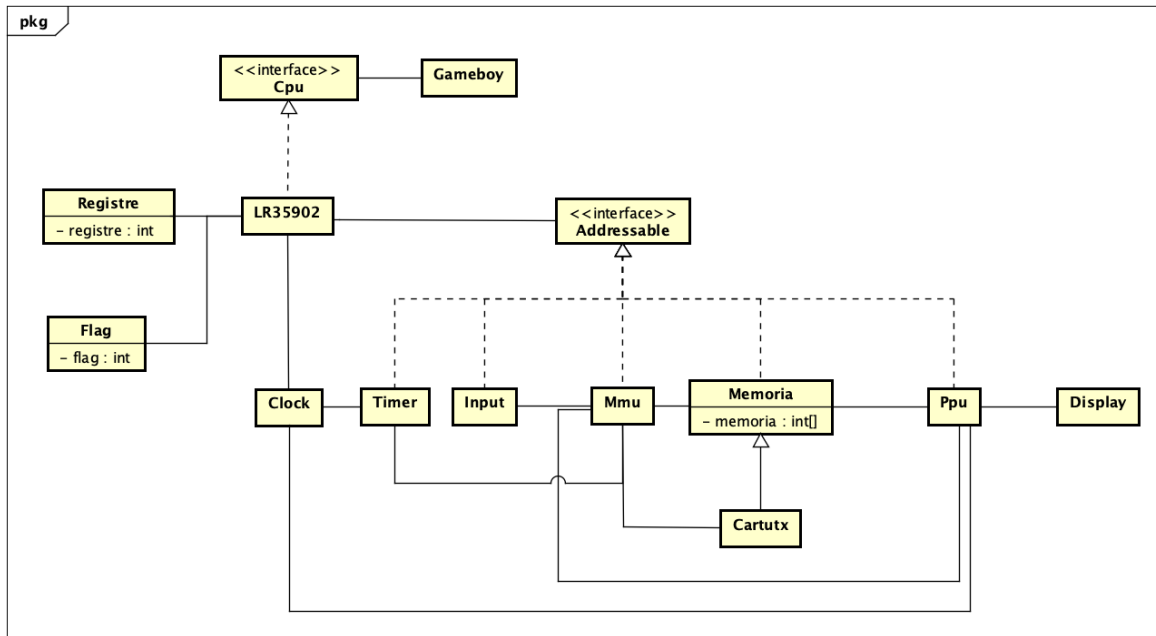 pkg
<<interface>>
Cpu
Gameboy
Registre
– registre : int
LR35902
<<interface>>
Addressable
Flag
– flag : int
Clock
Timer
Input
Mmu
Memoria
– memoria : int[]
Ppu
Display
Cartutx